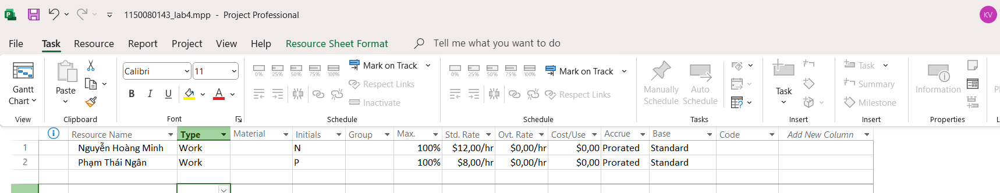 1150080143_lab4.mpp - Project Professional
KV
File Task Resource Report Project View Help Resource Sheet Format Tell me what you want to do
Gantt Chart
View
Paste
Clipboard
Calibri 11
B I U A
Font
0% 25% 50% 75% 100%
Mark on Track
Respect Links
Inactivate
Schedule
0% 25% 50% 75% 100%
Mark on Track
Respect Links
Schedule
Manually Schedule
Auto Schedule
Tasks
Task
Insert
Task
Summary
Milestone
Insert
Information
Properties
Resource Name Type Material Initials Group Max. Std. Rate Ovt. Rate Cost/Use Accrue Base Code Add New Column
1 Nguyễn Hoàng Minh Work N 100% $12,00/hr $0,00/hr $0,00 Prorated Standard
2 Phạm Thái Ngân Work P 100% $8,00/hr $0,00/hr $0,00 Prorated Standard